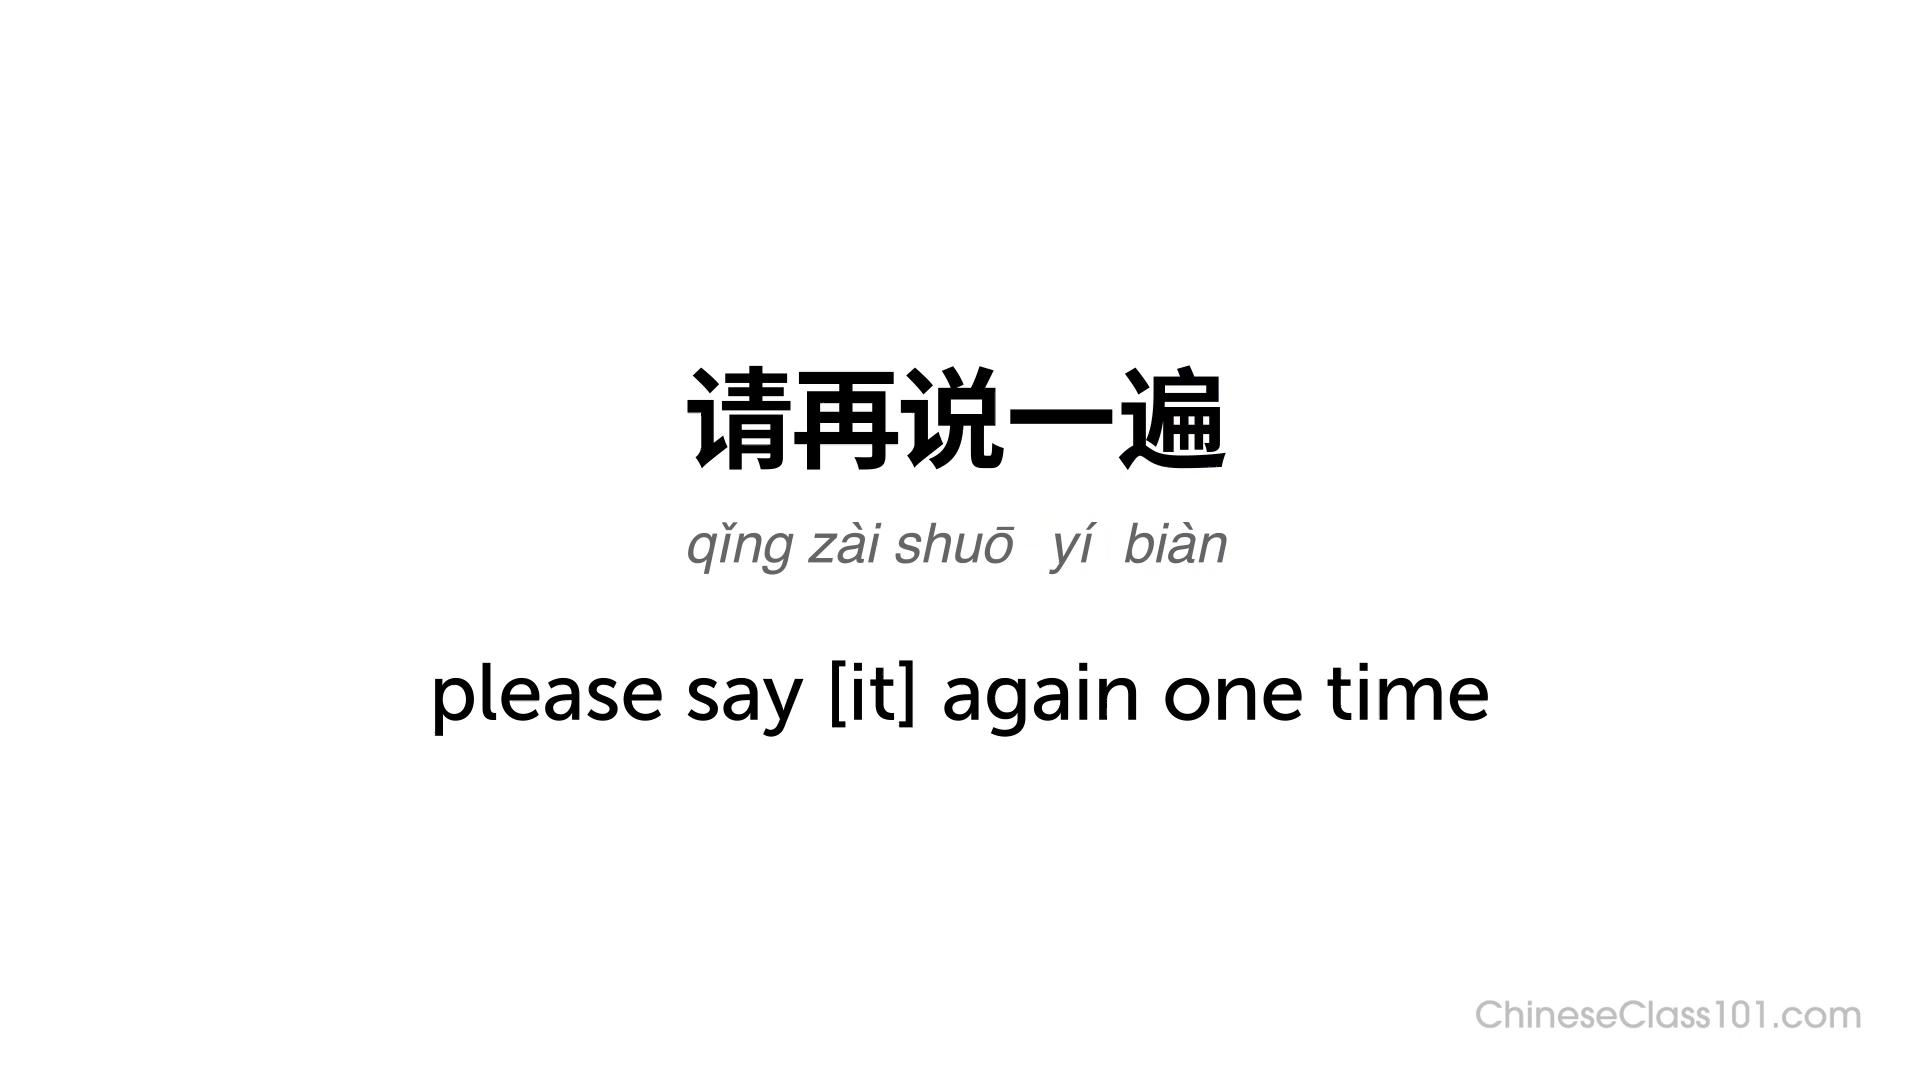 请再说一遍
qǐng zài shuō yí biàn
please say [it] again one time
ChineseClass101.com